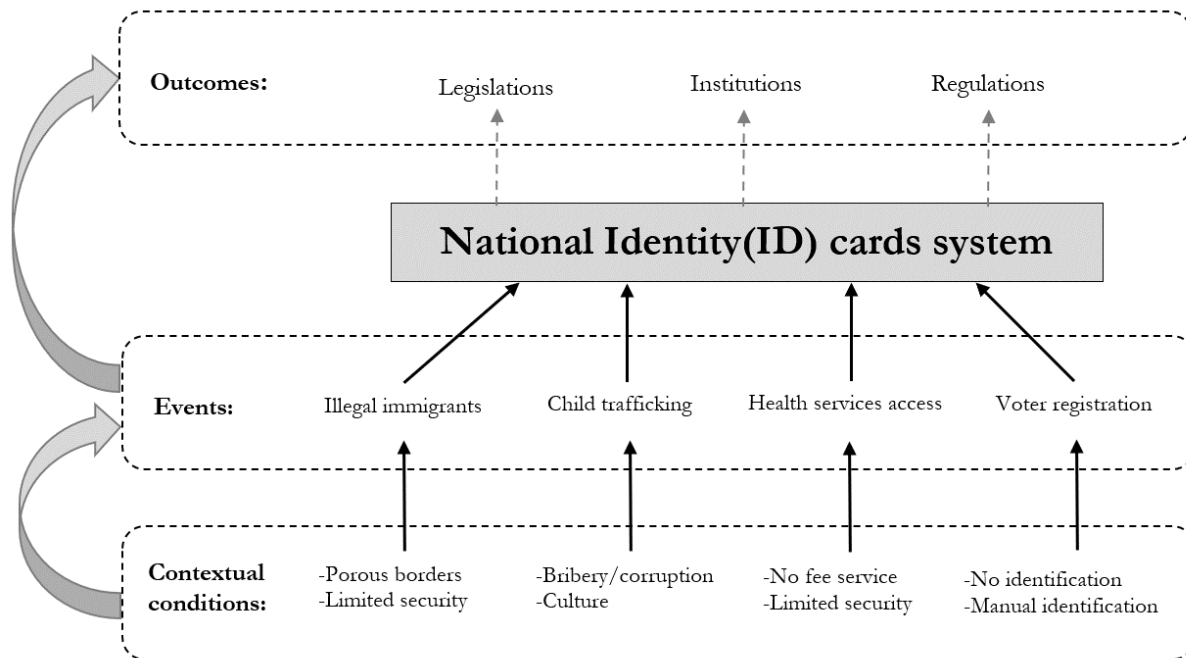 Outcomes:
Legislations
Institutions
Regulations
National Identity(ID) cards system
Events:
Illegal immigrants
Child trafficking
Health services access
Voter registration
Contextual
conditions:
-Porous borders
-Limited security
-Bribery/corruption
-Culture
-No fee service
-Limited security
-No identification
-Manual identification